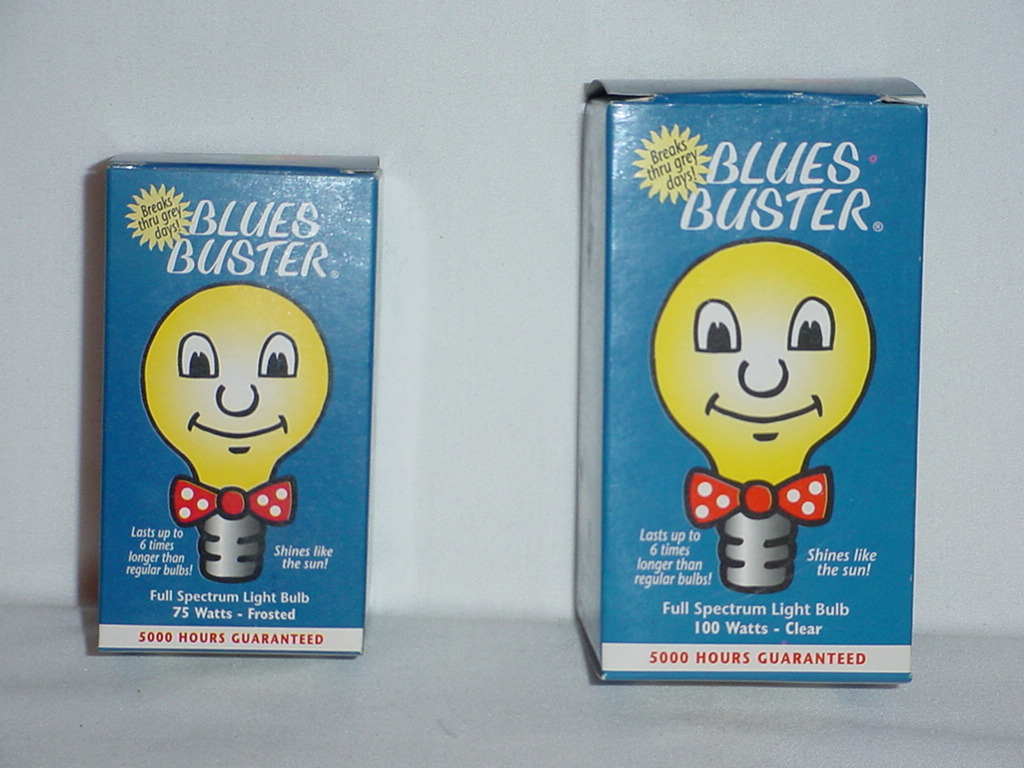 Breaks
thru grey
days!
BLUES
BUSTER®
Lasts up to
6 times
longer than
regular bulbs!
Shines like
the sun!
Full Spectrum Light Bulb
75 Watts - Frosted
5000 HOURS GUARANTEED
Breaks
thru grey
days!
BLUES
BUSTER®
Lasts up to
6 times
longer than
regular bulbs!
Shines like
the sun!
Full Spectrum Light Bulb
100 Watts - Clear
5000 HOURS GUARANTEED